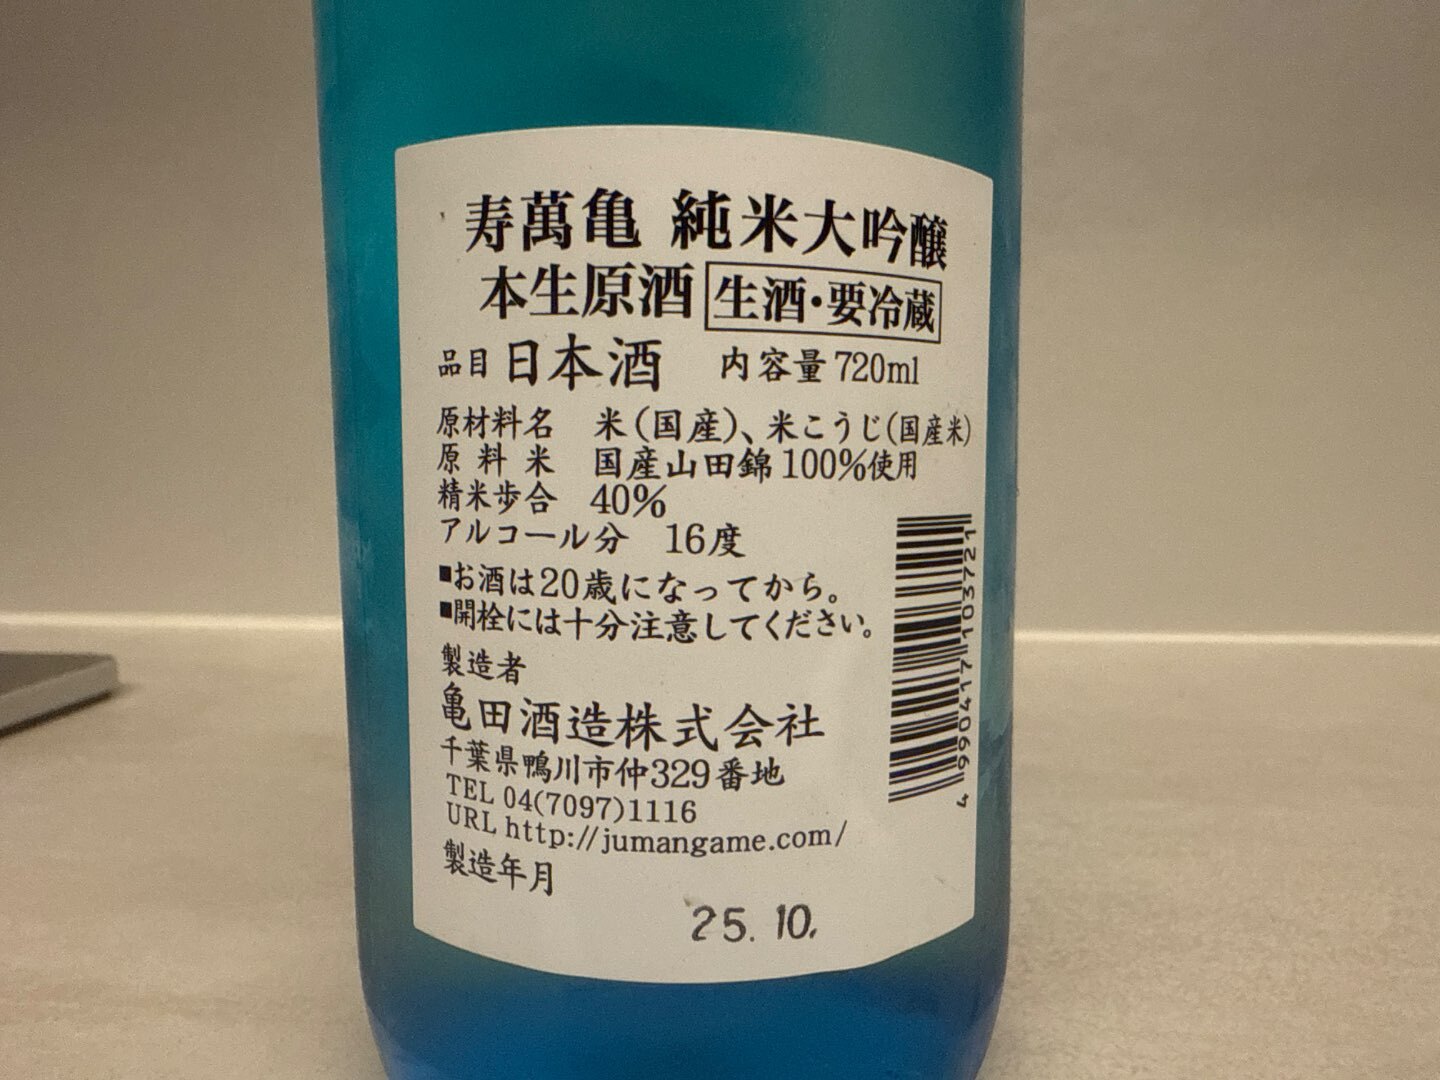 寿萬亀 純米大吟醸
本生原酒 生酒・要冷蔵
品目 日本酒 内容量 720ml
原材料名 米(国産)、米こうじ(国産米)
原料米 国産山田錦100%使用
精米歩合 40%
アルコール分 16度
■お酒は20歳になってから。
■開栓には十分注意してください。
製造者
亀田酒造株式会社
千葉県鴨川市仲329番地
TEL 04(7097)1116
URL http://jumangame.com/
製造年月
25.10.
4 990417 103721